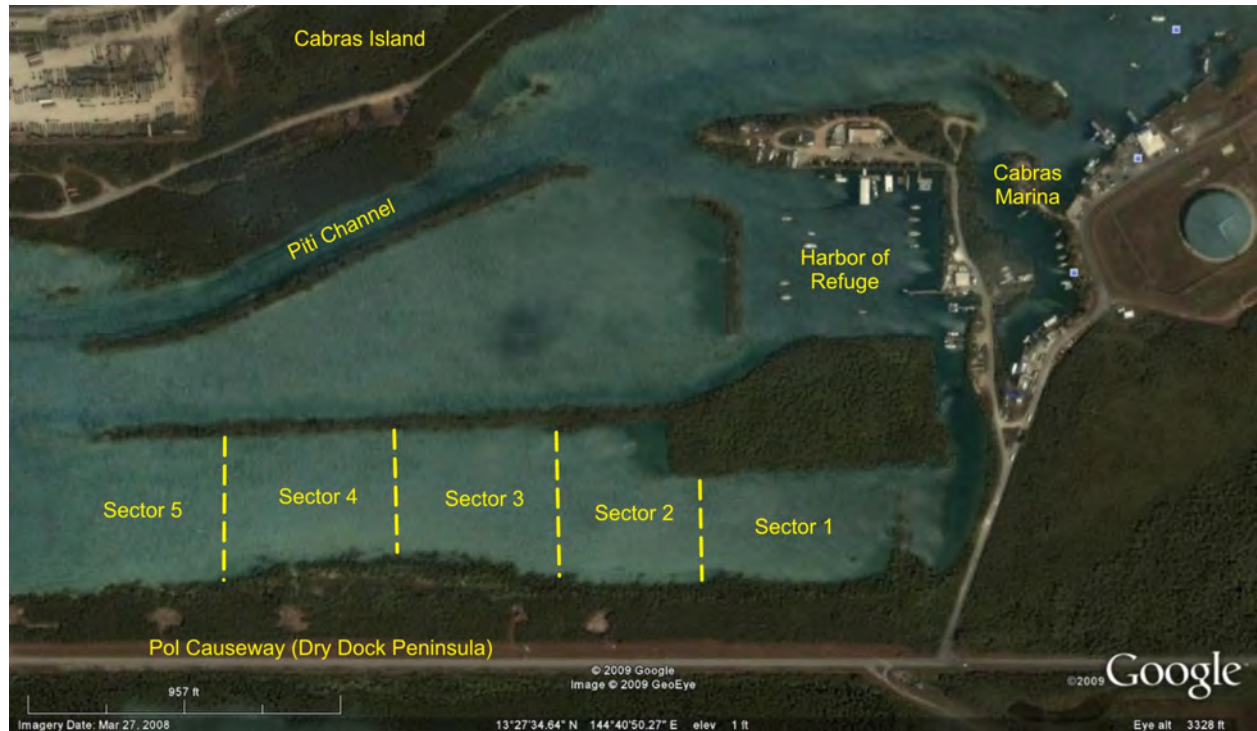 Cabras Island
Cabras
Marina
Piti Channel
Harbor of
Refuge
Sector 5
Sector 4
Sector 3
Sector 2
Sector 1
Pol Causeway (Dry Dock Peninsula)
957 ft
© 2009 Google
Image © 2009 GeoEye
©2009 Google
Imagery Date: Mar 27, 2008
13°27'34.64" N 144°40'50.27" E elev 1 ft
Eye alt 3328 ft